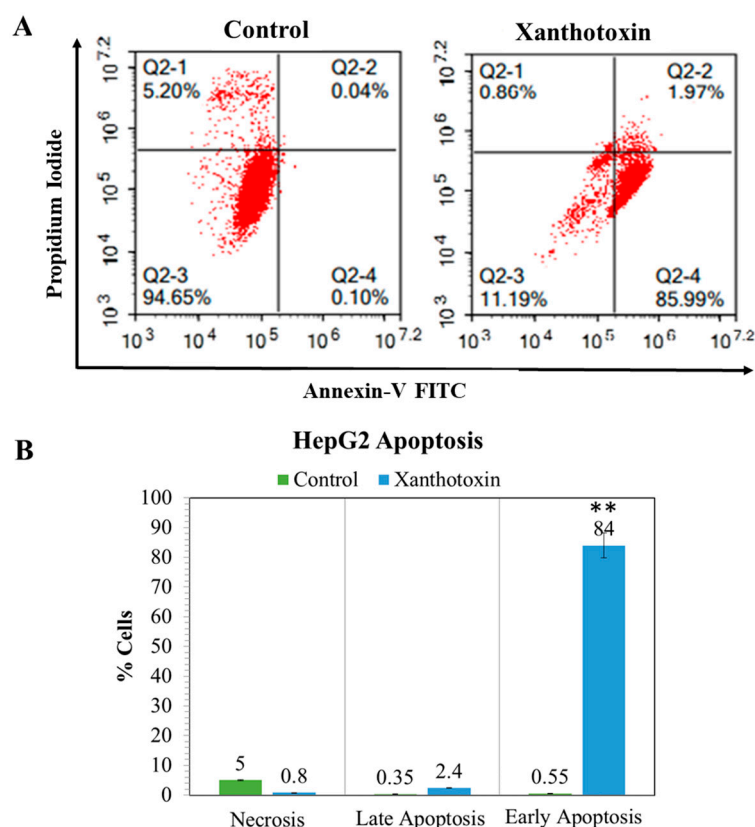 A
Control
Xanthotoxin
Propidium Iodide
10^7.2
10^6
10^5
10^4
10^3
Q2-1
5.20%
Q2-2
0.04%
Q2-3
94.65%
Q2-4
0.10%
10^3 10^4 10^5 10^6 10^7.2
10^7.2
10^6
10^5
10^4
10^3
Q2-1
0.86%
Q2-2
1.97%
Q2-3
11.19%
Q2-4
85.99%
10^3 10^4 10^5 10^6 10^7.2
Annexin-V FITC
B
HepG2 Apoptosis
Control Xanthotoxin
% Cells
100
90
80
70
60
50
40
30
20
10
0
5
0.8
0.35
2.4
0.55
**
84
Necrosis Late Apoptosis Early Apoptosis